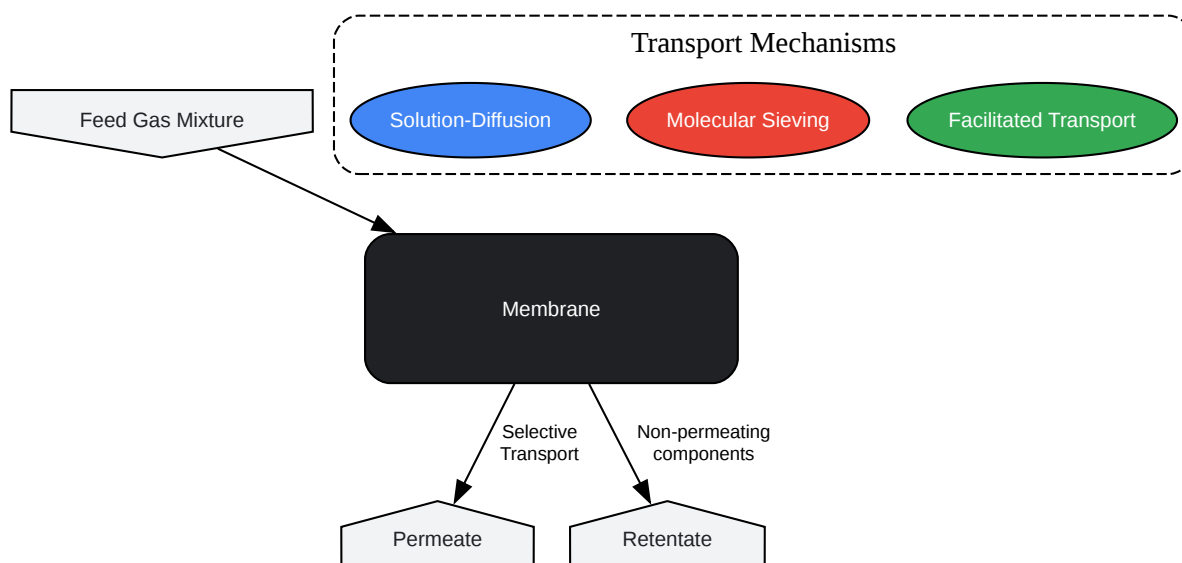 Transport Mechanisms
Feed Gas Mixture
Solution-Diffusion
Molecular Sieving
Facilitated Transport
Membrane
Selective
Transport
Non-permeating
components
Permeate
Retentate